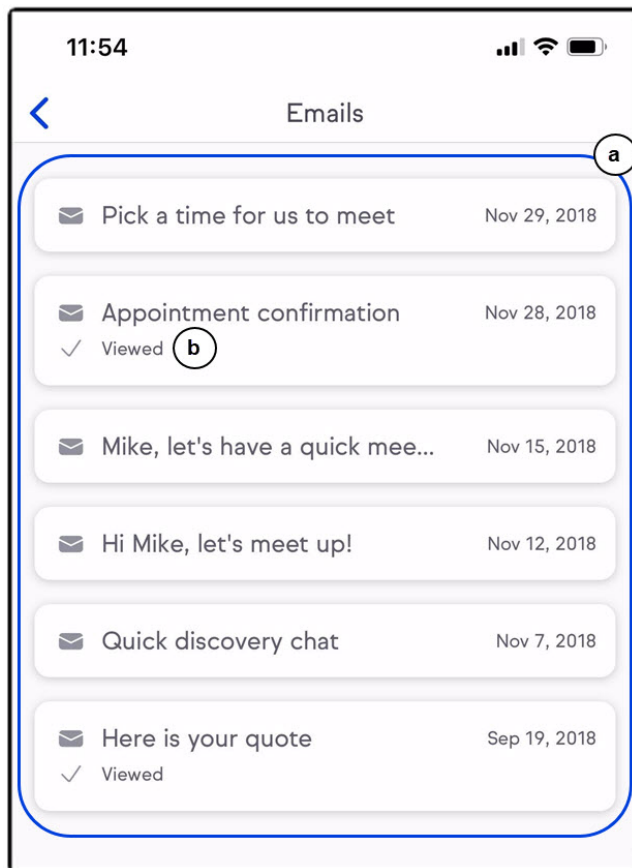 11:54
Emails
a
Pick a time for us to meet Nov 29, 2018
Appointment confirmation Nov 28, 2018
Viewed b
Mike, let's have a quick mee... Nov 15, 2018
Hi Mike, let's meet up! Nov 12, 2018
Quick discovery chat Nov 7, 2018
Here is your quote Sep 19, 2018
Viewed